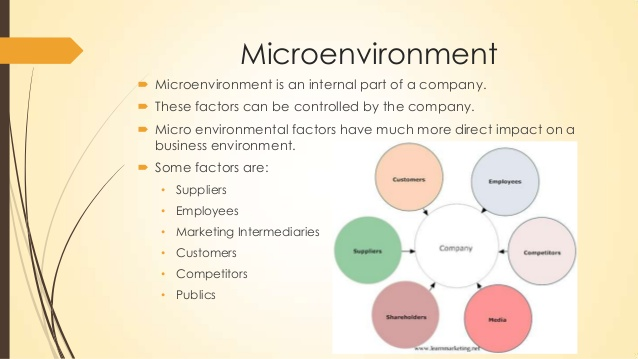 Microenvironment
Microenvironment is an internal part of a company.
These factors can be controlled by the company.
Micro environmental factors have much more direct impact on a
business environment.
Some factors are:
Suppliers
Employees
Marketing Intermediaries
Customers
Competitors
Publics
Customers
Employees
Suppliers
Company
Competitors
Shareholders
Media
www.learnmarketing.net